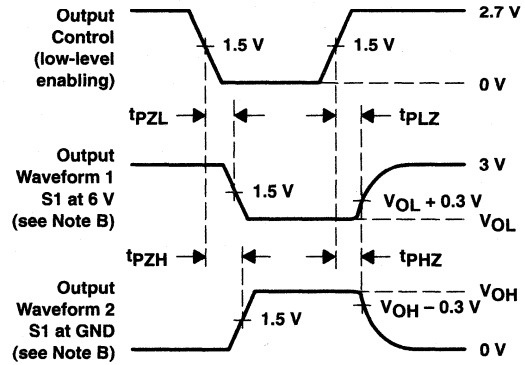 Output
Control
(low-level
enabling)
2.7 V
1.5 V
1.5 V
0 V
tPZL
tPLZ
Output
Waveform 1
S1 at 6 V
(see Note B)
3 V
1.5 V
VOL + 0.3 V
VOL
tPZH
tPHZ
Output
Waveform 2
S1 at GND
(see Note B)
VOH
1.5 V
VOH – 0.3 V
0 V